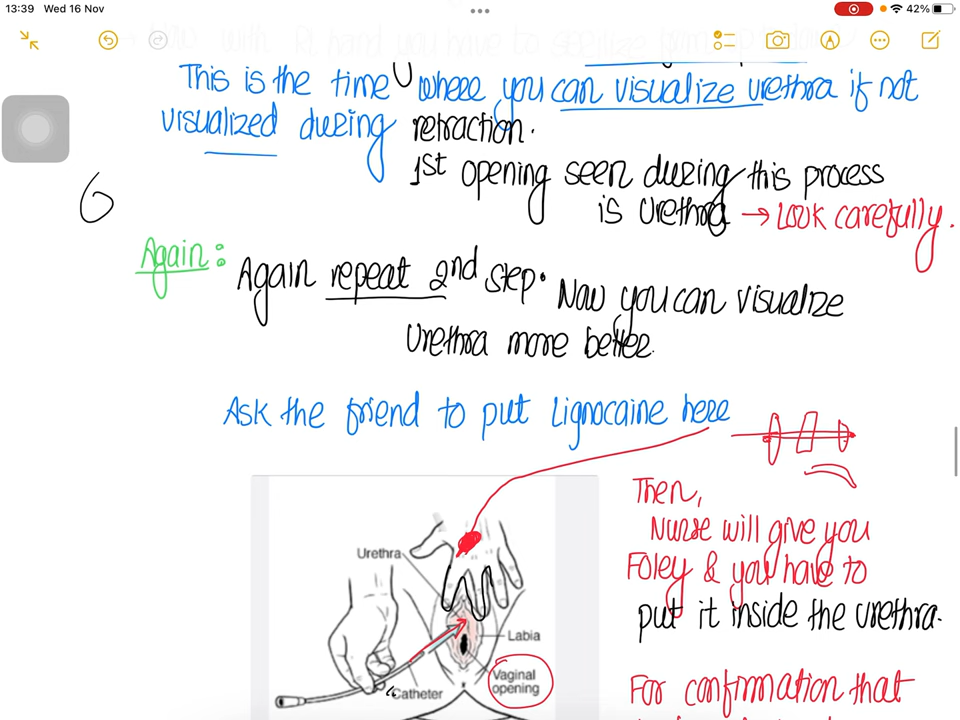 13:39 Wed 16 Nov
42%
This is the time where you can visualize urethra if not
visualized during retraction.
1st opening seen during this process
is Urethra → Look carefully.
6
Again:
Again repeat 2nd step. Now you can visualize
Urethra more better.
Ask the friend to put Lignocaine here
Then,
Nurse will give you
Foley & you have to
put it inside the urethra.
Urethra
Labia
Vaginal
opening
Catheter
For confirmation that